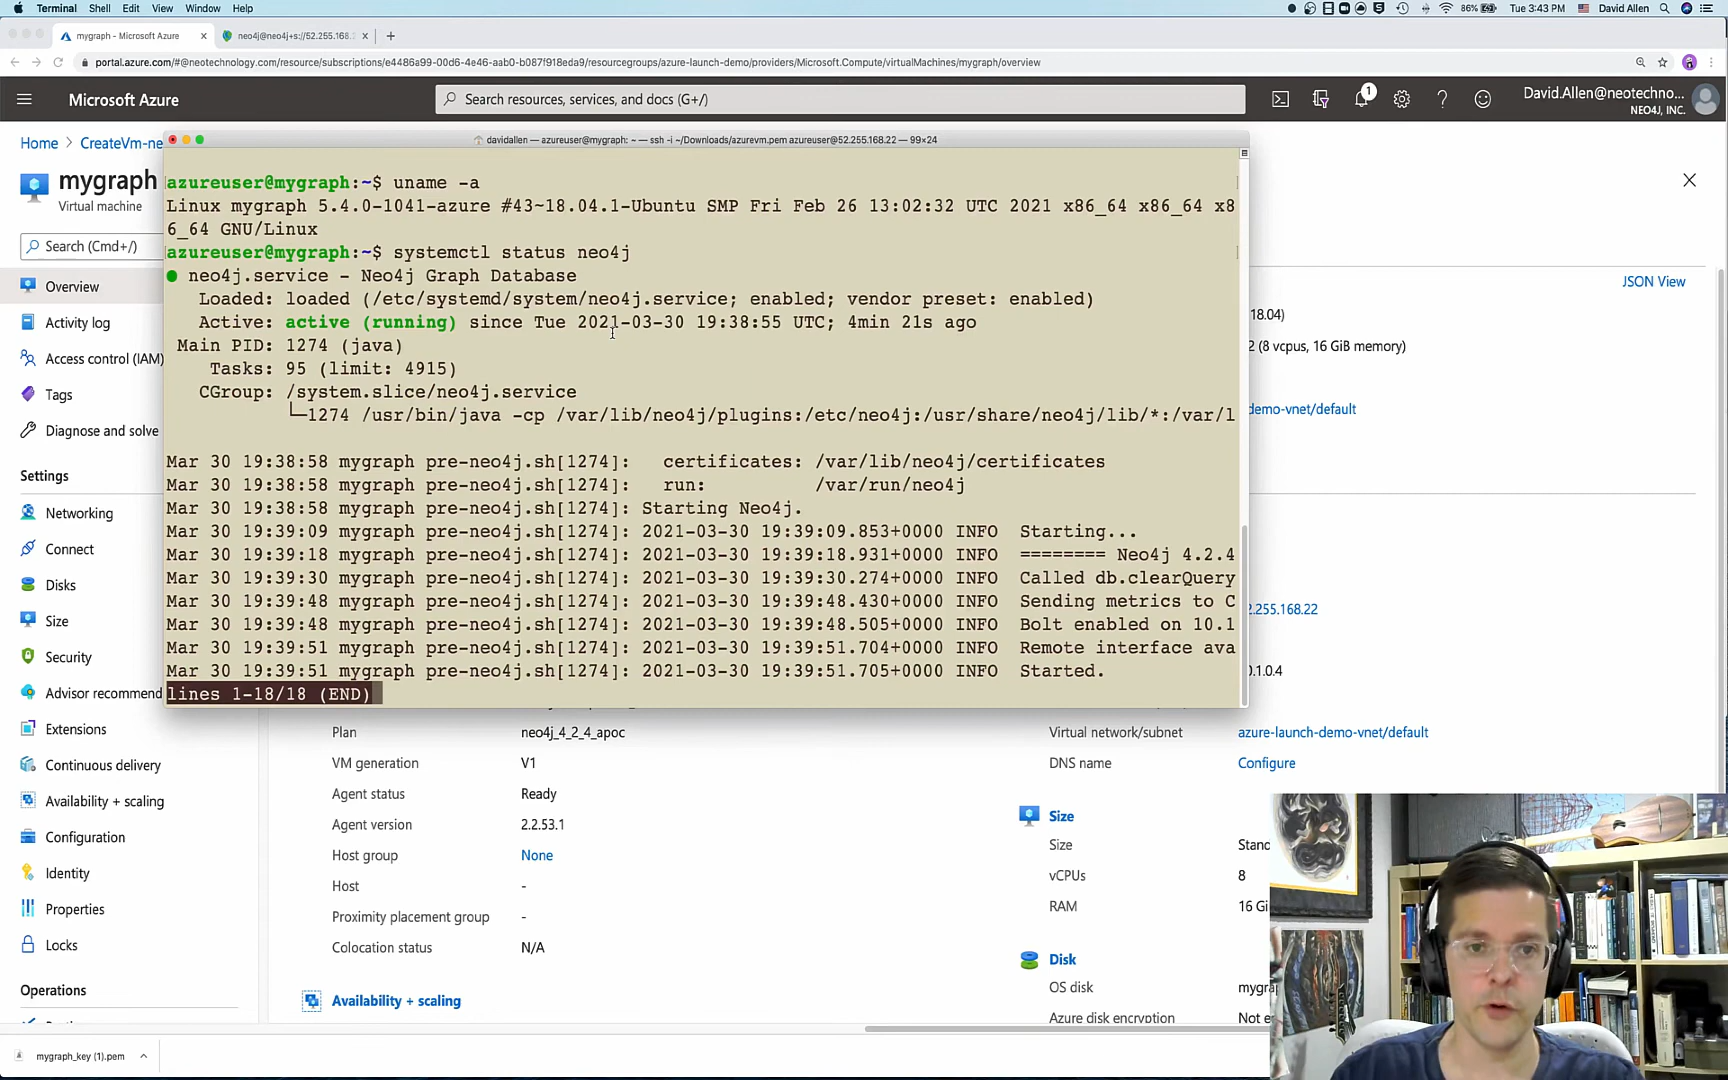 Terminal Shell Edit View Window Help
86% Tue 3:43 PM David Allen
mygraph - Microsoft Azure
neo4j@neo4j+s://52.255.168.
portal.azure.com/#@neotechnology.com/resource/subscriptions/e4486a99-00d6-4e46-aab0-b087f918eda9/resourcegroups/azure-launch-demo/providers/Microsoft.Compute/virtualMachines/mygraph/overview
Microsoft Azure
Search resources, services, and docs (G+/)
1
David.Allen@neotechno...
NEO4J, INC.
Home > CreateVm-ne
mygraph
Virtual machine
Search (Cmd+/)
Overview
Activity log
Access control (IAM)
Tags
Diagnose and solve
Settings
Networking
Connect
Disks
Size
Security
Advisor recommend
Extensions
Continuous delivery
Availability + scaling
Configuration
Identity
Properties
Locks
Operations
davidallen — azureuser@mygraph: ~ — ssh -i ~/Downloads/azurevm.pem azureuser@52.255.168.22 — 99×24
azureuser@mygraph:~$ uname -a
Linux mygraph 5.4.0-1041-azure #43~18.04.1-Ubuntu SMP Fri Feb 26 13:02:32 UTC 2021 x86_64 x86_64 x8
6_64 GNU/Linux
azureuser@mygraph:~$ systemctl status neo4j
● neo4j.service - Neo4j Graph Database
Loaded: loaded (/etc/systemd/system/neo4j.service; enabled; vendor preset: enabled)
Active: active (running) since Tue 2021-03-30 19:38:55 UTC; 4min 21s ago
Main PID: 1274 (java)
Tasks: 95 (limit: 4915)
CGroup: /system.slice/neo4j.service
└─1274 /usr/bin/java -cp /var/lib/neo4j/plugins:/etc/neo4j:/usr/share/neo4j/lib/*:/var/l
Mar 30 19:38:58 mygraph pre-neo4j.sh[1274]: certificates: /var/lib/neo4j/certificates
Mar 30 19:38:58 mygraph pre-neo4j.sh[1274]: run: /var/run/neo4j
Mar 30 19:38:58 mygraph pre-neo4j.sh[1274]: Starting Neo4j.
Mar 30 19:39:09 mygraph pre-neo4j.sh[1274]: 2021-03-30 19:39:09.853+0000 INFO Starting...
Mar 30 19:39:18 mygraph pre-neo4j.sh[1274]: 2021-03-30 19:39:18.931+0000 INFO ======== Neo4j 4.2.4
Mar 30 19:39:30 mygraph pre-neo4j.sh[1274]: 2021-03-30 19:39:30.274+0000 INFO Called db.clearQuery
Mar 30 19:39:48 mygraph pre-neo4j.sh[1274]: 2021-03-30 19:39:48.430+0000 INFO Sending metrics to C
Mar 30 19:39:48 mygraph pre-neo4j.sh[1274]: 2021-03-30 19:39:48.505+0000 INFO Bolt enabled on 10.1
Mar 30 19:39:51 mygraph pre-neo4j.sh[1274]: 2021-03-30 19:39:51.704+0000 INFO Remote interface ava
Mar 30 19:39:51 mygraph pre-neo4j.sh[1274]: 2021-03-30 19:39:51.705+0000 INFO Started.
lines 1-18/18 (END)
JSON View
18.04)
2 (8 vcpus, 16 GiB memory)
demo-vnet/default
2.255.168.22
0.1.0.4
Plan neo4j_4_2_4_apoc
VM generation V1
Agent status Ready
Agent version 2.2.53.1
Host group None
Host -
Proximity placement group -
Colocation status N/A
Availability + scaling
Virtual network/subnet azure-launch-demo-vnet/default
DNS name Configure
Size
Size Stand
vCPUs 8
RAM 16 Gi
Disk
OS disk mygra
Azure disk encryption Not e
mygraph_key (1).pem